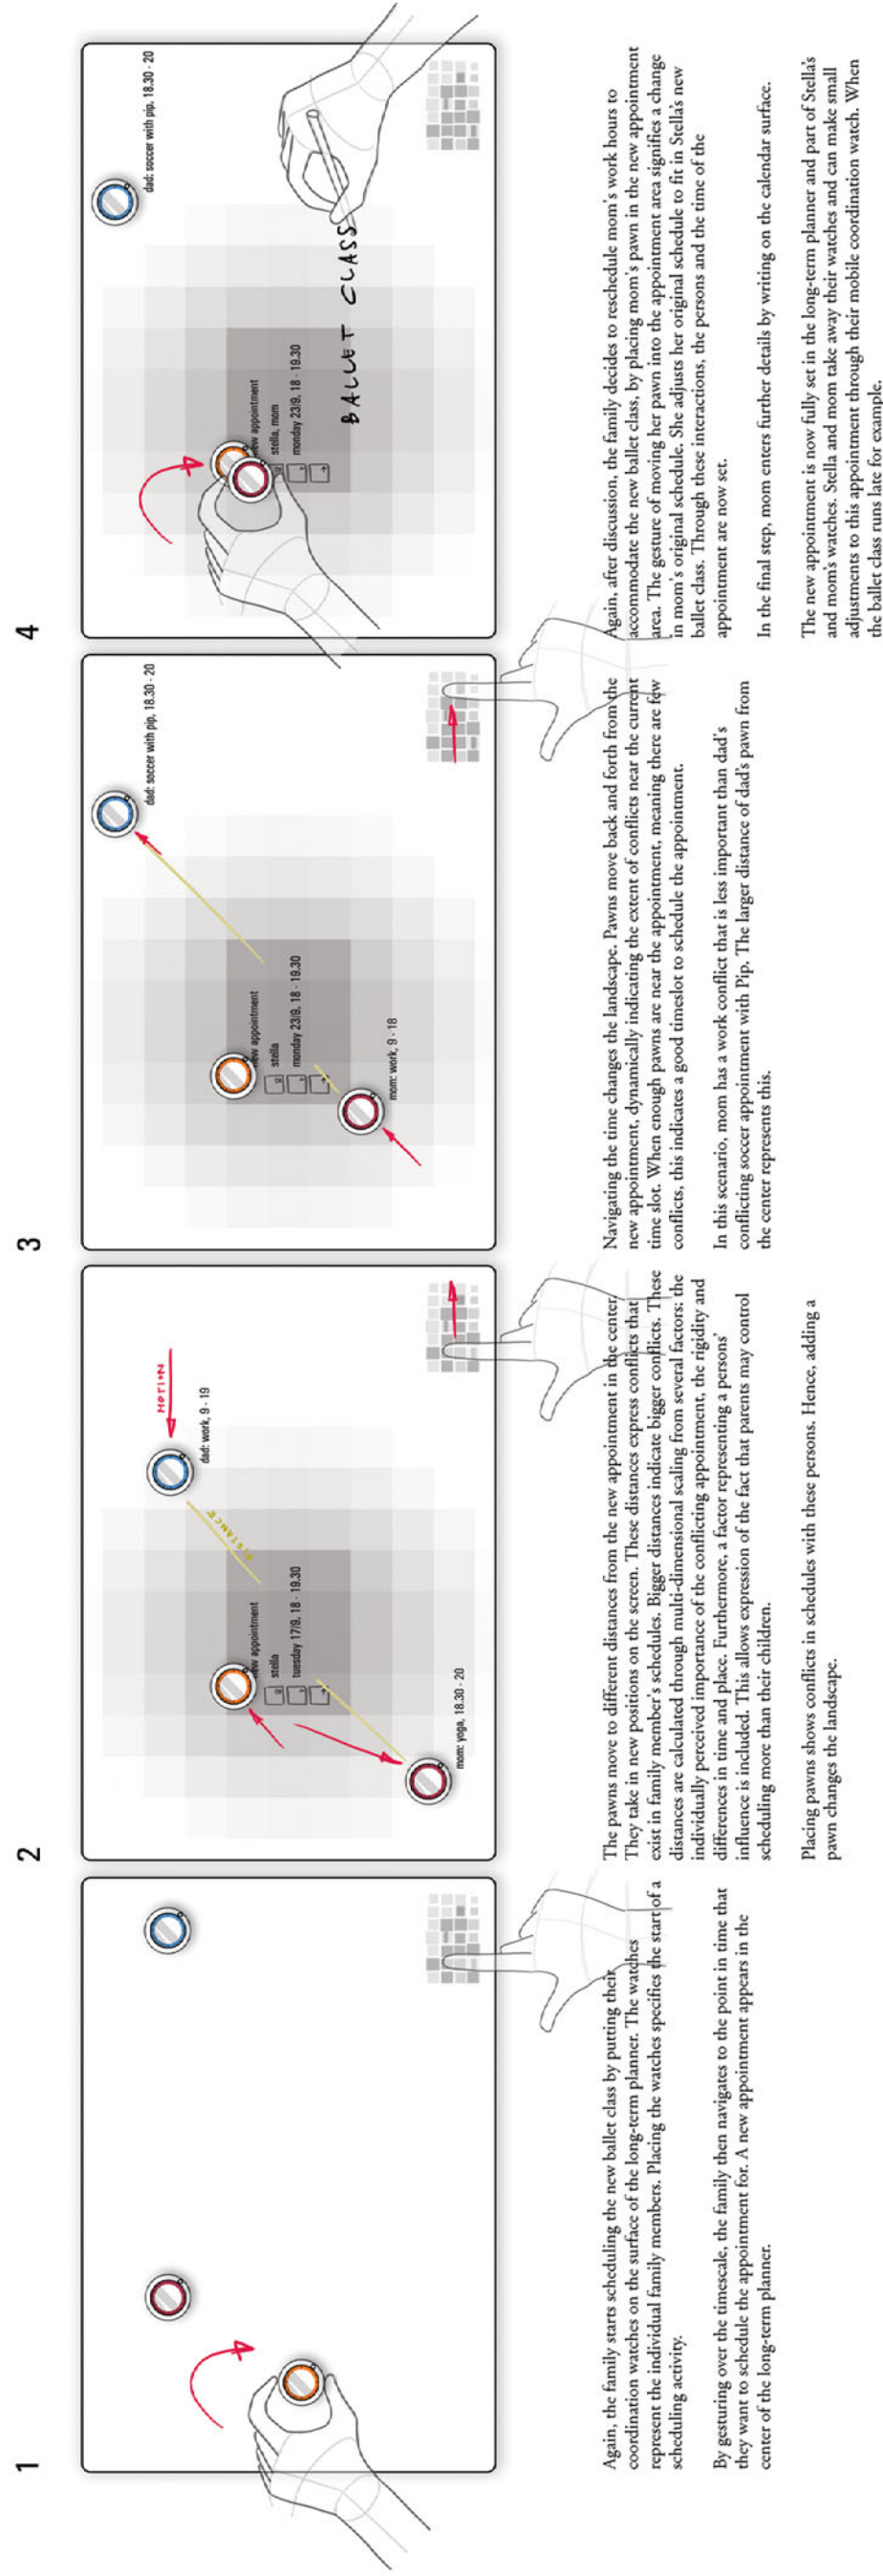 1
Again, the family starts scheduling the new ballet class by putting their
coordination watches on the surface of the long-term planner. The watches
represent the individual family members. Placing the watches specifies the start of a
scheduling activity.
By gesturing over the timescale, the family then navigates to the point in time that
they want to schedule the appointment for. A new appointment appears in the
center of the long-term planner.
2
MOTION
dad: work, 9 - 19
DISTANCE
new appointment
stella
tuesday 17/9, 18 - 19.30
mom: yoga, 18.30 - 20
The pawns move to different distances from the new appointment in the center.
They take in new positions on the screen. These distances express conflicts that
exist in family member's schedules. Bigger distances indicate bigger conflicts. These
distances are calculated through multi-dimensional scaling from several factors: the
individually perceived importance of the conflicting appointment, the rigidity and
differences in time and place. Furthermore, a factor representing a persons'
influence is included. This allows expression of the fact that parents may control
scheduling more than their children.
Placing pawns shows conflicts in schedules with these persons. Hence, adding a
pawn changes the landscape.
3
dad: soccer with pip, 18.30 - 20
new appointment
stella
monday 23/9, 18 - 19.30
mom: work, 9 - 18
Navigating the time changes the landscape. Pawns move back and forth from the
new appointment, dynamically indicating the extent of conflicts near the current
time slot. When enough pawns are near the appointment, meaning there are few
conflicts, this indicates a good timeslot to schedule the appointment.
In this scenario, mom has a work conflict that is less important than dad's
conflicting soccer appointment with Pip. The larger distance of dad's pawn from
the center represents this.
4
dad: soccer with pip, 18.30 - 20
new appointment
stella, mom
monday 23/9, 18 - 19.30
BALLET CLASS
Again, after discussion, the family decides to reschedule mom's work hours to
accommodate the new ballet class, by placing mom's pawn in the new appointment
area. The gesture of moving her pawn into the appointment area signifies a change
in mom's original schedule. She adjusts her original schedule to fit in Stella's new
ballet class. Through these interactions, the persons and the time of the
appointment are now set.
In the final step, mom enters further details by writing on the calendar surface.
The new appointment is now fully set in the long-term planner and part of Stella's
and mom's watches. Stella and mom take away their watches and can make small
adjustments to this appointment through their mobile coordination watch. When
the ballet class runs late for example.